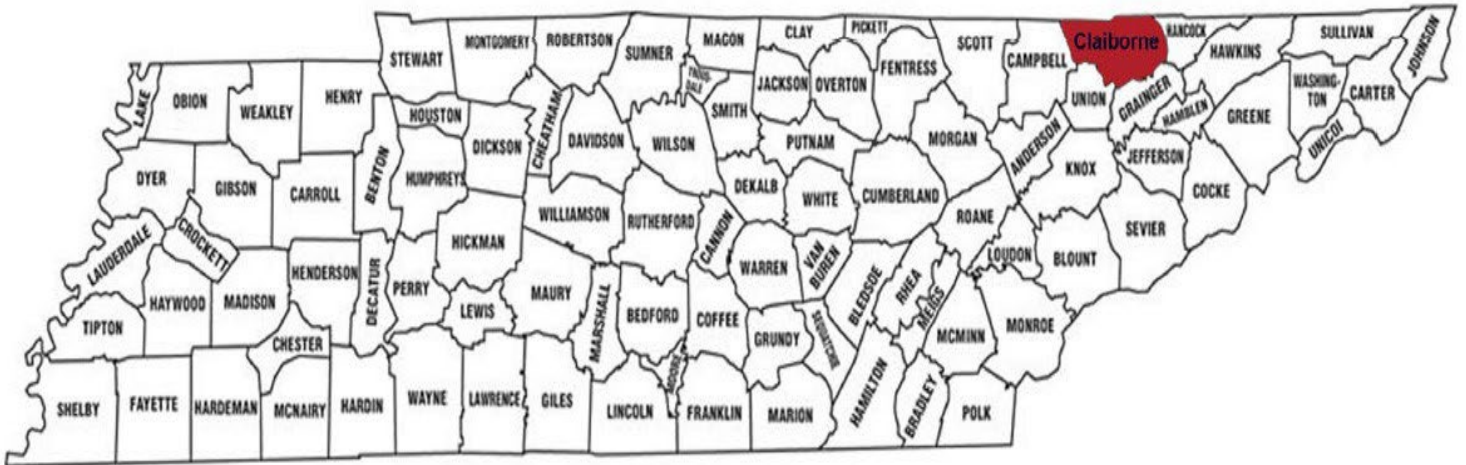 STEWART
MONTGOMERY
ROBERTSON
SUMNER
MACON
CLAY
PICKETT
SCOTT
CAMPBELL
Claiborne
HANCOCK
HAWKINS
SULLIVAN
JOHNSON
LAKE
OBION
WEAKLEY
HENRY
HOUSTON
DICKSON
CHEATHAM
DAVIDSON
WILSON
TROUS-
DALE
SMITH
JACKSON
OVERTON
FENTRESS
MORGAN
ANDERSON
UNION
GRAINGER
HAMBLEN
GREENE
WASHING-
TON
CARTER
UNICOI
DYER
GIBSON
CARROLL
BENTON
HUMPHREYS
HICKMAN
WILLIAMSON
RUTHERFORD
CANNON
DEKALB
PUTNAM
WHITE
CUMBERLAND
ROANE
KNOX
JEFFERSON
COCKE
SEVIER
LAUDERDALE
CROCKETT
HAYWOOD
MADISON
HENDERSON
DECATUR
PERRY
LEWIS
MAURY
MARSHALL
BEDFORD
COFFEE
WARREN
VAN
BUREN
BLEDSOE
RHEA
MEIGS
LOUDON
BLOUNT
TIPTON
CHESTER
MOORE
GRUNDY
SEQUATCHIE
MCMINN
MONROE
SHELBY
FAYETTE
HARDEMAN
MCNAIRY
HARDIN
WAYNE
LAWRENCE
GILES
LINCOLN
FRANKLIN
MARION
HAMILTON
BRADLEY
POLK